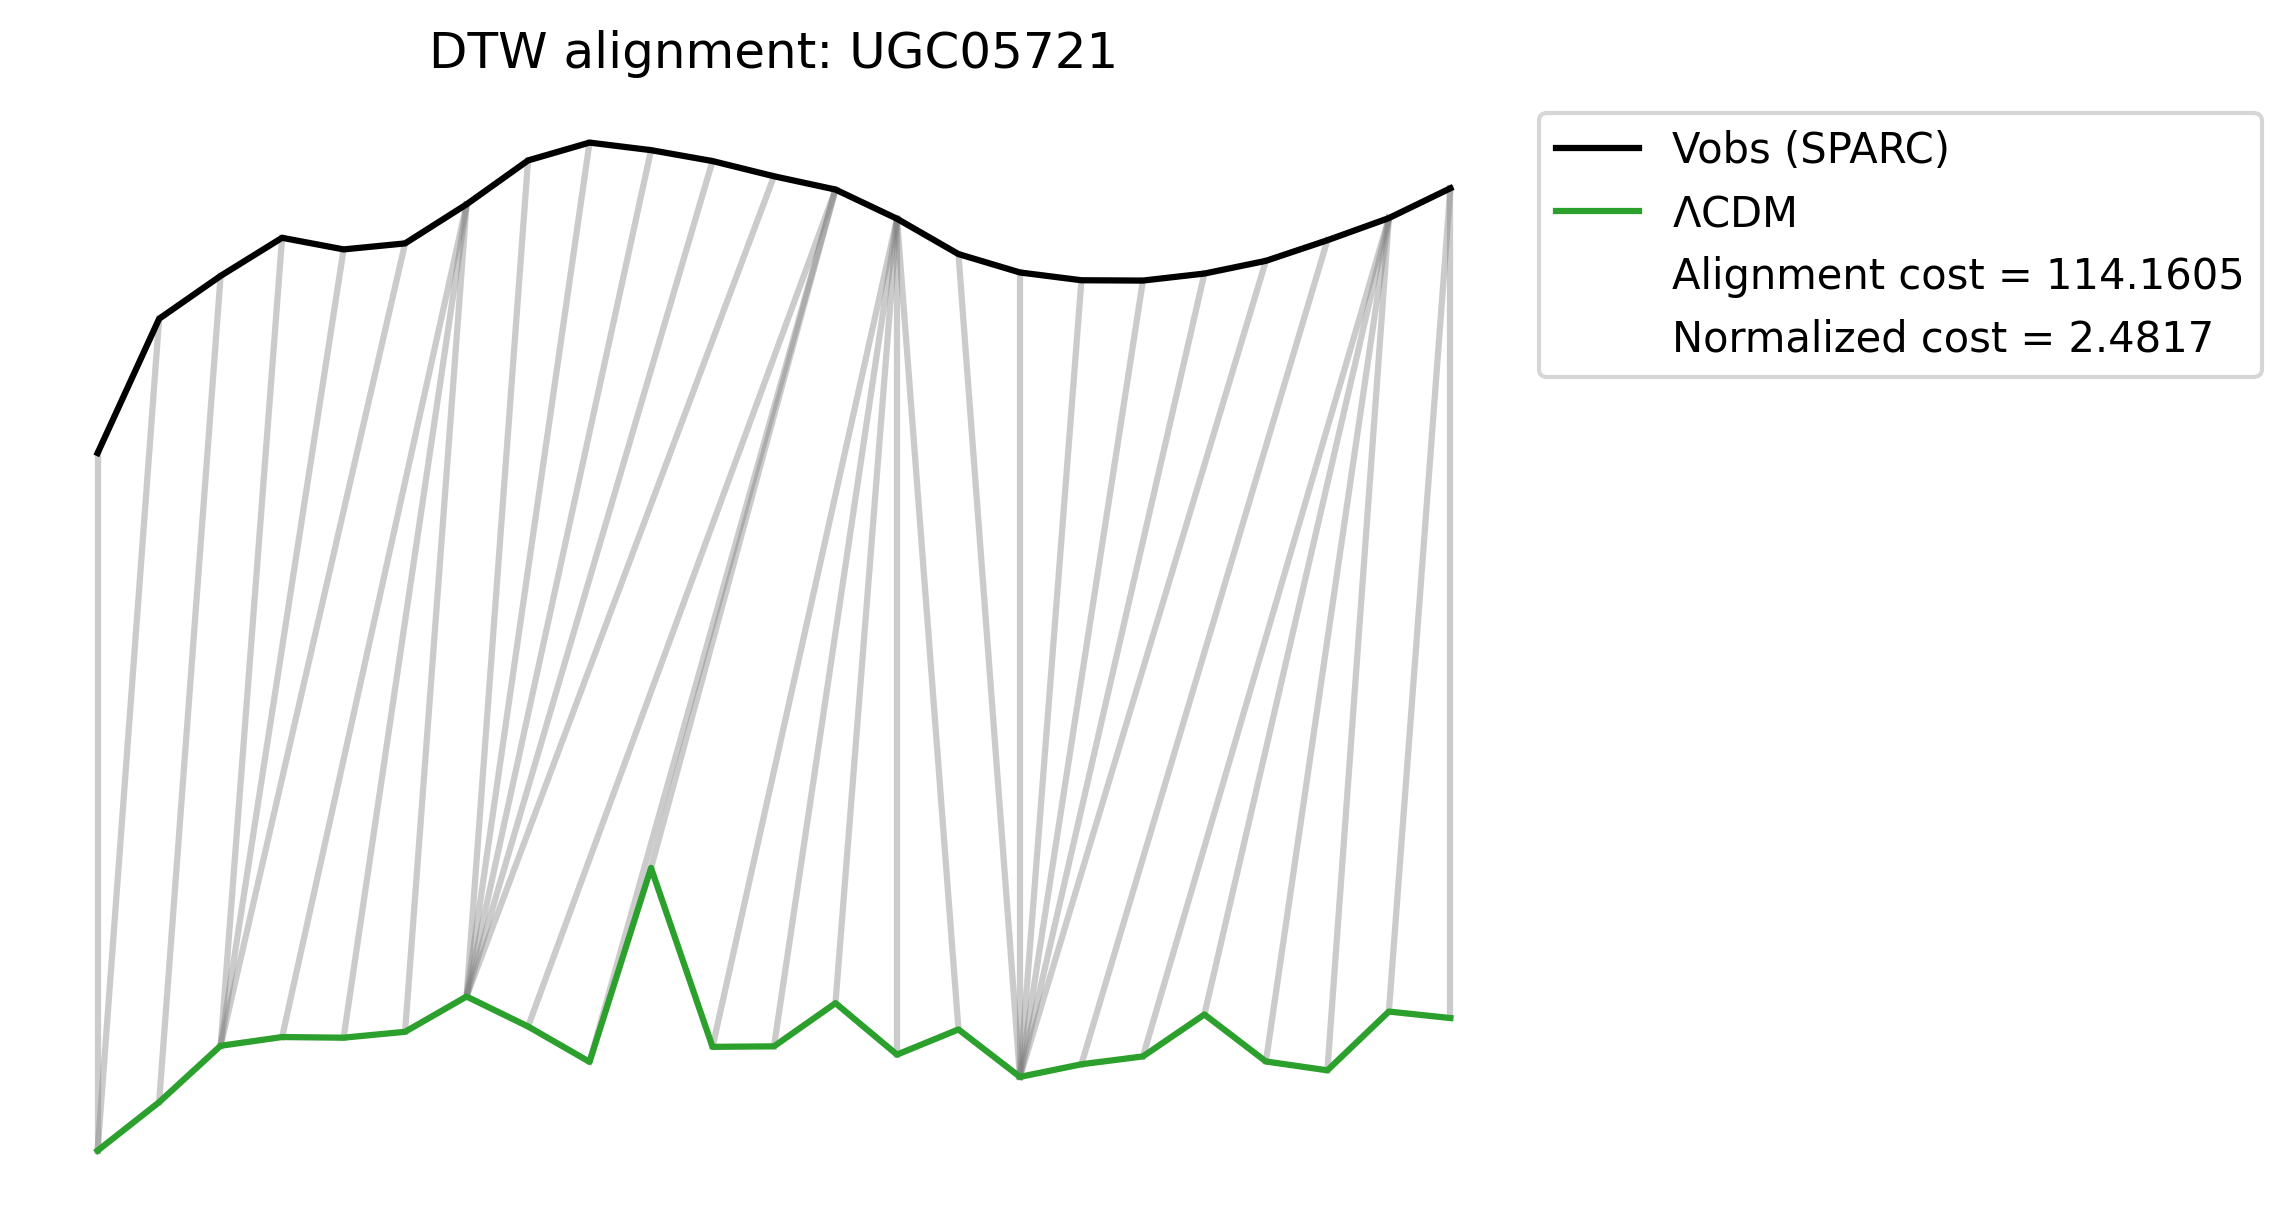 DTW alignment: UGC05721
Vobs (SPARC)
ΛCDM
Alignment cost = 114.1605
Normalized cost = 2.4817